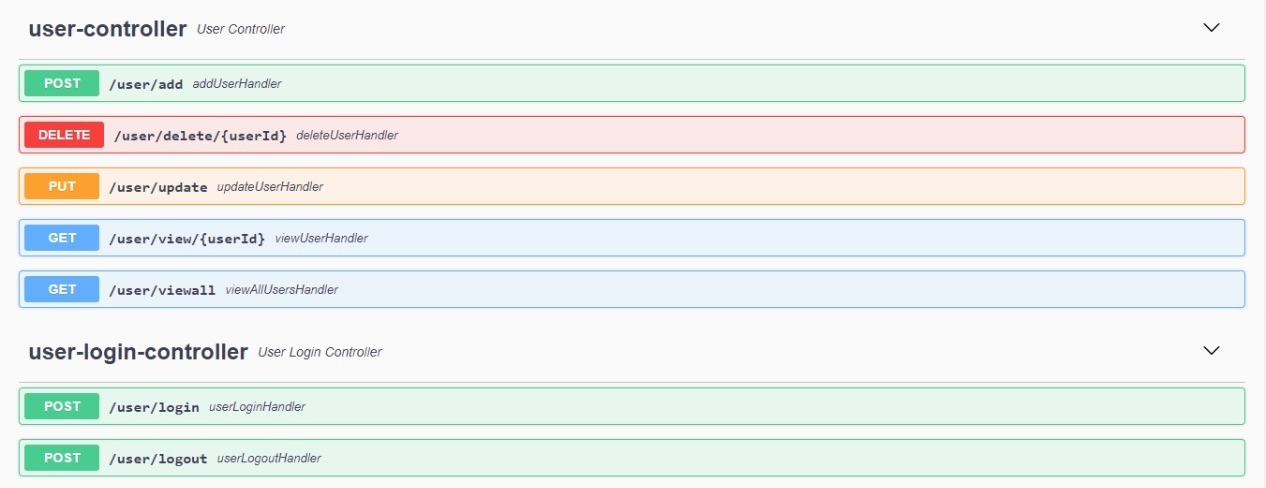 user-controller User Controller
POST /user/add addUserHandler
DELETE /user/delete/{userId} deleteUserHandler
PUT /user/update updateUserHandler
GET /user/view/{userId} viewUserHandler
GET /user/viewall viewAllUsersHandler
user-login-controller User Login Controller
POST /user/login userLoginHandler
POST /user/logout userLogoutHandler